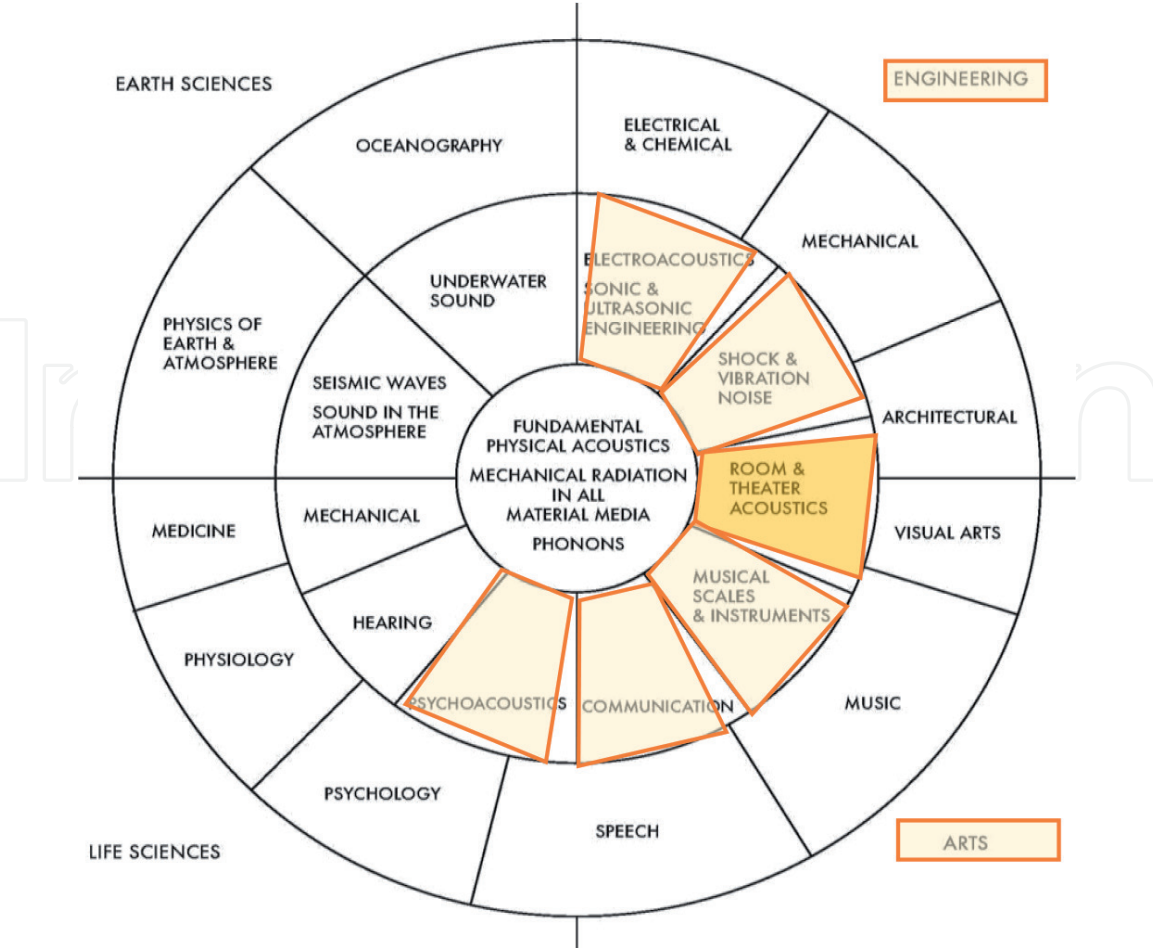 EARTH SCIENCES
ENGINEERING
OCEANOGRAPHY
ELECTRICAL
& CHEMICAL
MECHANICAL
UNDERWATER
SOUND
ELECTROACOUSTICS
SONIC &
ULTRASONIC
ENGINEERING
PHYSICS OF
EARTH &
ATMOSPHERE
SEISMIC WAVES
SOUND IN THE
ATMOSPHERE
SHOCK &
VIBRATION
NOISE
ARCHITECTURAL
FUNDAMENTAL
PHYSICAL ACOUSTICS
MECHANICAL RADIATION
IN ALL
MATERIAL MEDIA
PHONONS
ROOM &
THEATER
ACOUSTICS
MEDICINE
MECHANICAL
VISUAL ARTS
MUSICAL
SCALES
& INSTRUMENTS
HEARING
PHYSIOLOGY
PSYCHOACOUSTICS
COMMUNICATION
MUSIC
PSYCHOLOGY
SPEECH
LIFE SCIENCES
ARTS